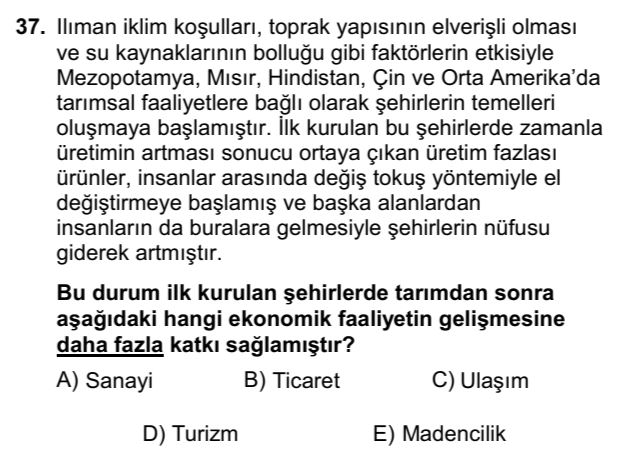 37. Ilıman iklim koşulları, toprak yapısının elverişli olması
ve su kaynaklarının bolluğu gibi faktörlerin etkisiyle
Mezopotamya, Mısır, Hindistan, Çin ve Orta Amerika’da
tarımsal faaliyetlere bağlı olarak şehirlerin temelleri
oluşmaya başlamıştır. İlk kurulan bu şehirlerde zamanla
üretimin artması sonucu ortaya çıkan üretim fazlası
ürünler, insanlar arasında değiş tokuş yöntemiyle el
değiştirmeye başlamış ve başka alanlardan
insanların da buralara gelmesiyle şehirlerin nüfusu
giderek artmıştır.
Bu durum ilk kurulan şehirlerde tarımdan sonra
aşağıdaki hangi ekonomik faaliyetin gelişmesine
daha fazla katkı sağlamıştır?
A) Sanayi B) Ticaret C) Ulaşım
D) Turizm E) Madencilik